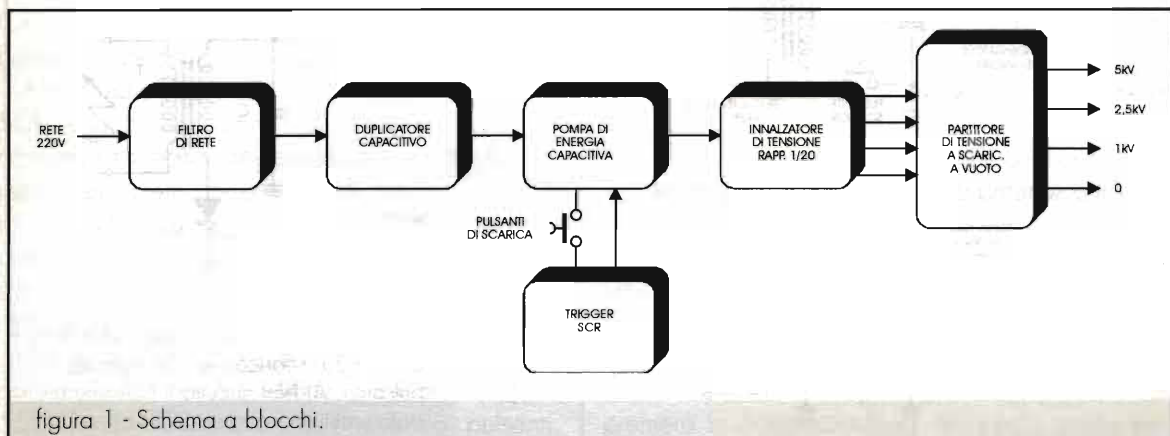 RETE
220V
FILTRO
DI RETE
DUPLICATORE
CAPACITIVO
POMPA DI
ENERGIA
CAPACITIVA
INNALZATORE
DI TENSIONE
RAPP. 1/20
PARTITORE
DI TENSIONE
A SCARIC.
A VUOTO
5kV
2,5kV
1kV
0
PULSANTI
DI SCARICA
TRIGGER
SCR
figura 1 - Schema a blocchi.